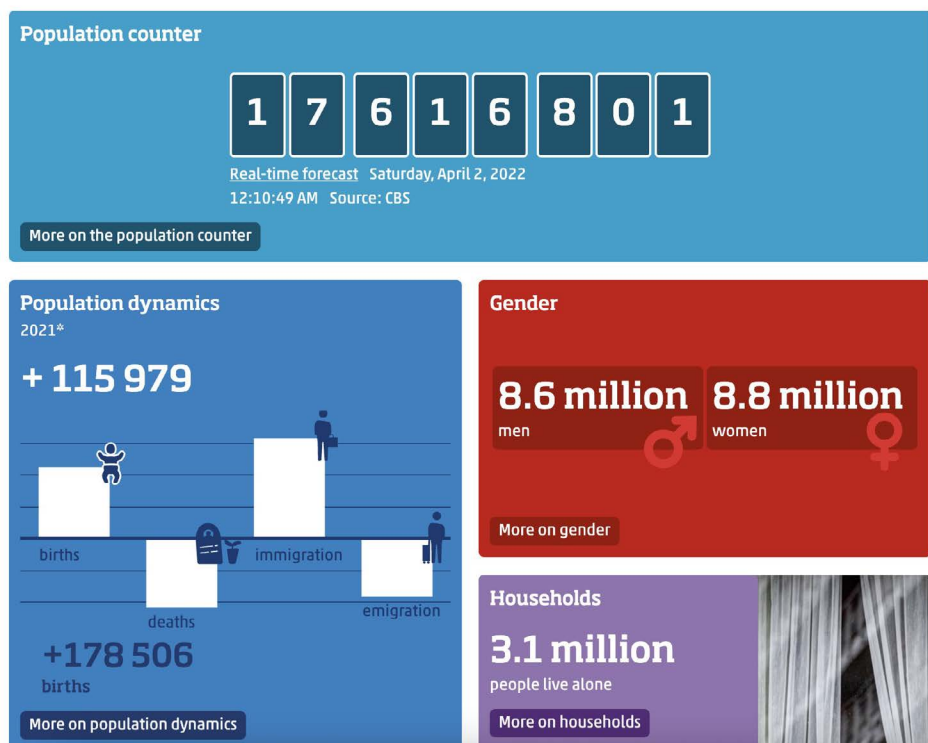 Population counter
1 7 6 1 6 8 0 1
Real-time forecast Saturday, April 2, 2022
12:10:49 AM Source: CBS
More on the population counter
Population dynamics
2021*
+ 115 979
births
immigration
deaths
emigration
+178 506
births
More on population dynamics
Gender
8.6 million
men
8.8 million
women
More on gender
Households
3.1 million
people live alone
More on households